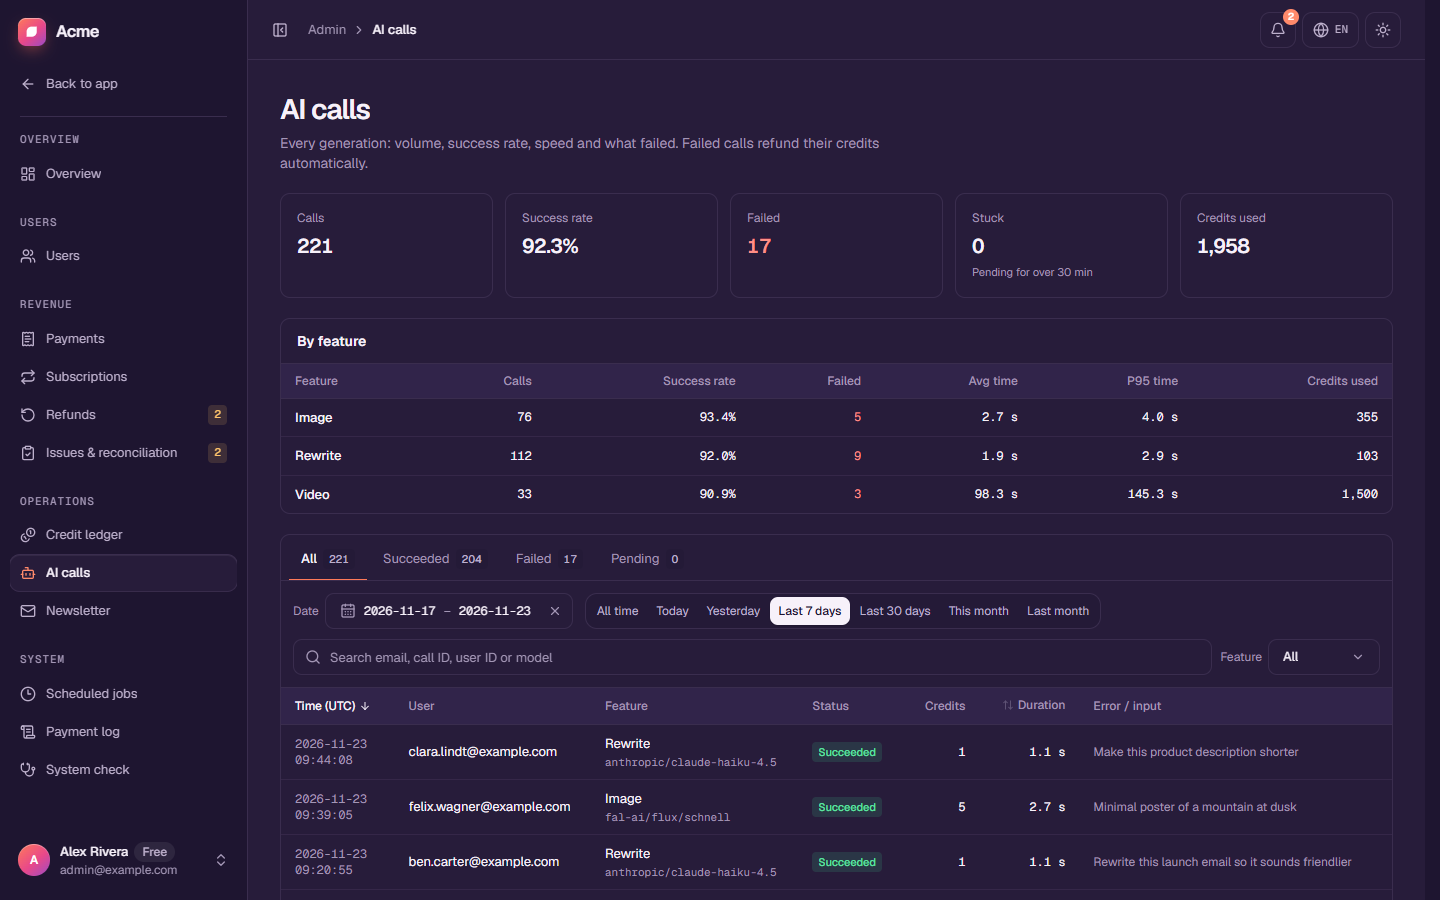 Acme
Back to app
OVERVIEW
Overview
USERS
Users
REVENUE
Payments
Subscriptions
Refunds 2
Issues & reconciliation 2
OPERATIONS
Credit ledger
AI calls
Newsletter
SYSTEM
Scheduled jobs
Payment log
System check
A Alex Rivera Free
admin@example.com
Admin AI calls
2
EN
AI calls
Every generation: volume, success rate, speed and what failed. Failed calls refund their credits
automatically.
Calls
221
Success rate
92.3%
Failed
17
Stuck
0
Pending for over 30 min
Credits used
1,958
By feature
Feature Calls Success rate Failed Avg time P95 time Credits used
Image 76 93.4% 5 2.7 s 4.0 s 355
Rewrite 112 92.0% 9 1.9 s 2.9 s 103
Video 33 90.9% 3 98.3 s 145.3 s 1,500
All 221 Succeeded 204 Failed 17 Pending 0
Date 2026-11-17 – 2026-11-23 All time Today Yesterday Last 7 days Last 30 days This month Last month
Search email, call ID, user ID or model Feature All
Time (UTC) User Feature Status Credits Duration Error / input
2026-11-23
09:44:08
clara.lindt@example.com
Rewrite
anthropic/claude-haiku-4.5
Succeeded 1 1.1 s Make this product description shorter
2026-11-23
09:39:05
felix.wagner@example.com
Image
fal-ai/flux/schnell
Succeeded 5 2.7 s Minimal poster of a mountain at dusk
2026-11-23
09:20:55
ben.carter@example.com
Rewrite
anthropic/claude-haiku-4.5
Succeeded 1 1.1 s Rewrite this launch email so it sounds friendlier